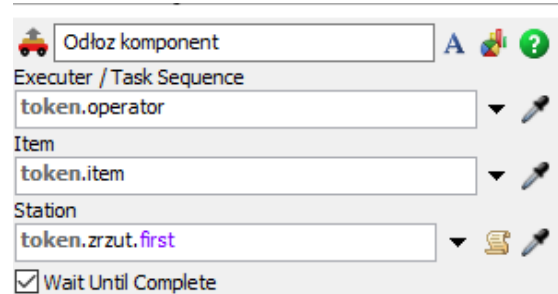 Odłoz komponent A
Executer / Task Sequence
token.operator
Item
token.item
Station
token.zrzut.first
Wait Until Complete